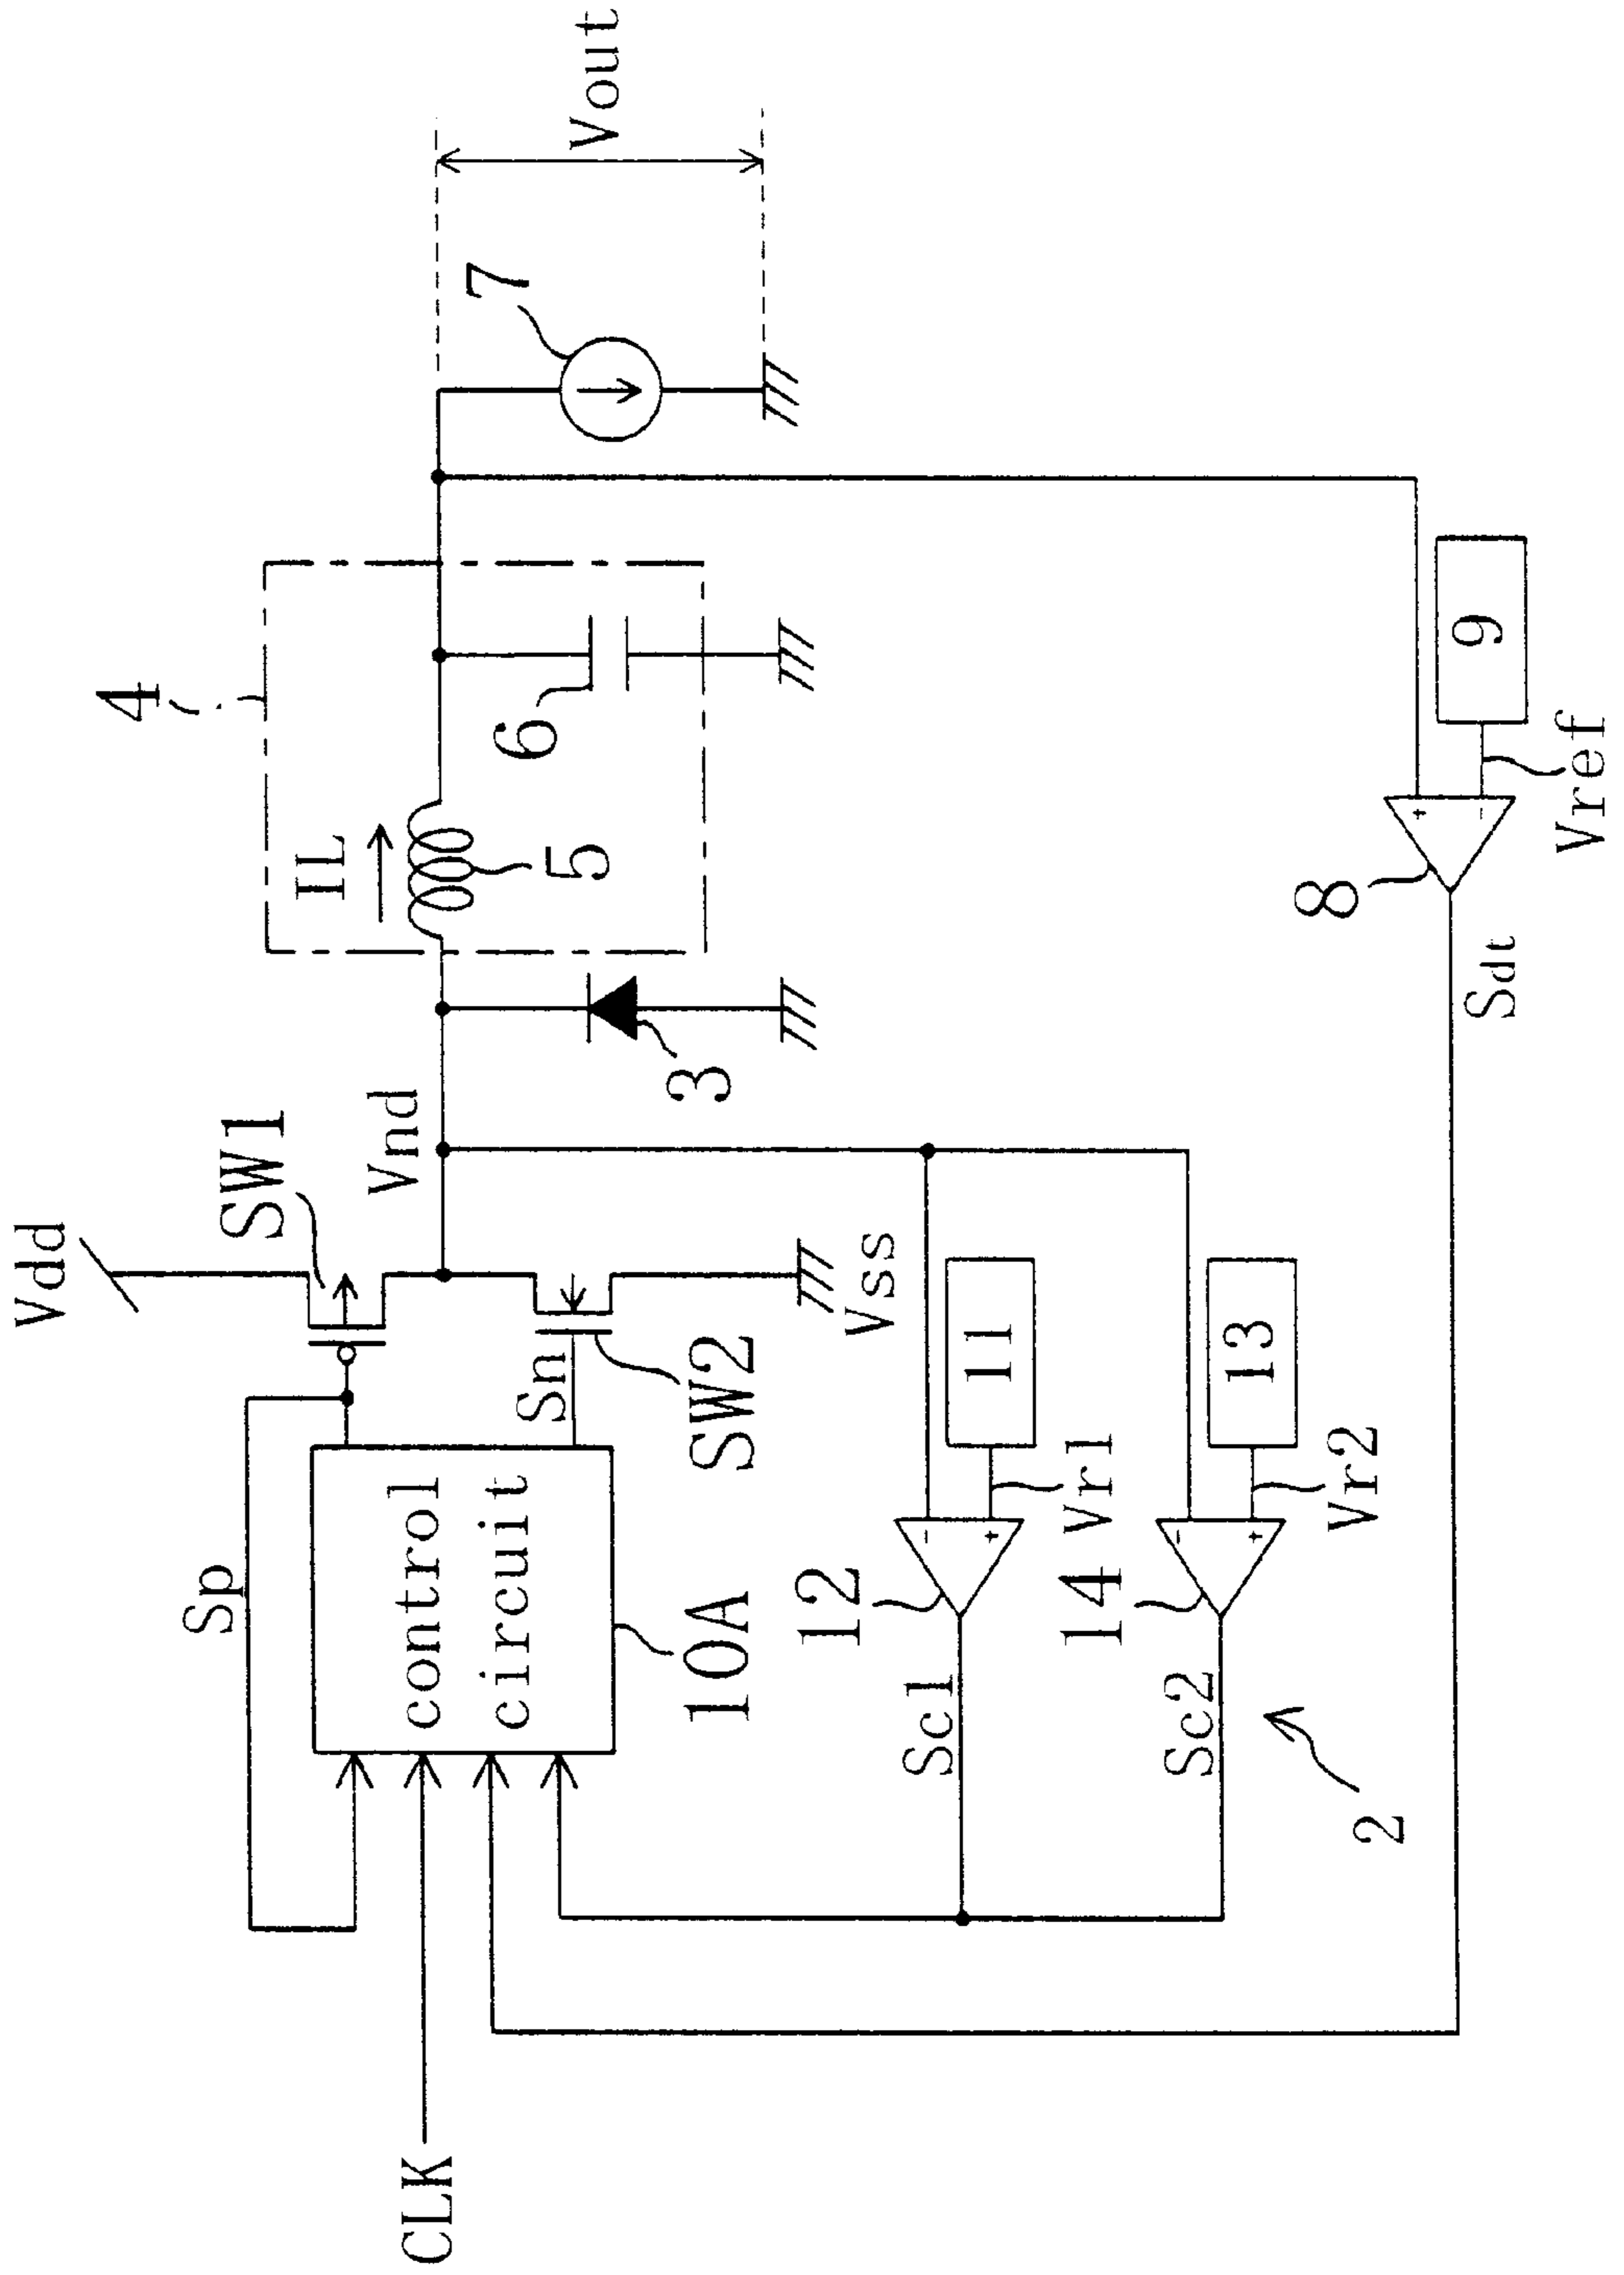 Vdd
SW1
Vnd
Sp
control
circuit
10A
Sn
SW2
Vss
CLK
IL
4
5
6
3
7
Vout
Sc1
12
11
Vr1
Sc2
14
13
Vr2
2
8
Sdt
9
Vref
+
-
-
+
-
+